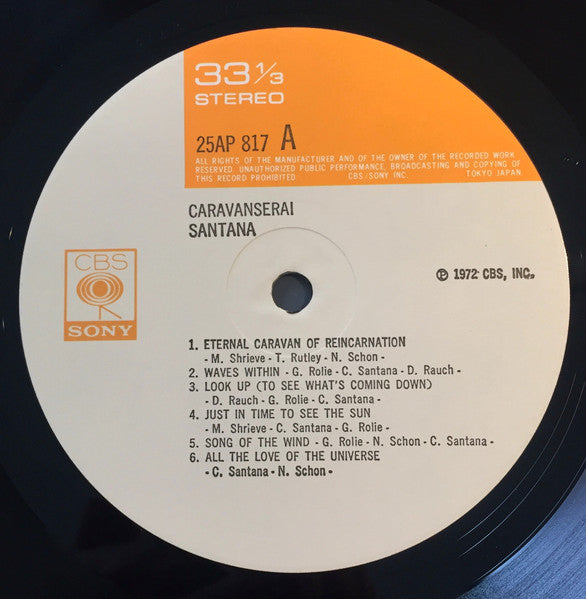 33 1/3
STEREO
25AP 817 A
ALL RIGHTS OF THE MANUFACTURER AND OF THE OWNER OF THE RECORDED WORK
RESERVED. UNAUTHORIZED PUBLIC PERFORMANCE, BROADCASTING AND COPYING OF
THIS RECORD PROHIBITED CBS/SONY INC TOKYO JAPAN
CARAVANSERAI
SANTANA
CBS
SONY
℗ 1972 CBS, INC.
1. ETERNAL CARAVAN OF REINCARNATION
- M. Shrieve - T. Rutley - N. Schon -
2. WAVES WITHIN - G. Rolie - C. Santana - D. Rauch -
3. LOOK UP (TO SEE WHAT'S COMING DOWN)
- D. Rauch - G. Rolie - C. Santana -
4. JUST IN TIME TO SEE THE SUN
- M. Shrieve - C. Santana - G. Rolie -
5. SONG OF THE WIND - G. Rolie - N. Schon - C. Santana -
6. ALL THE LOVE OF THE UNIVERSE
- C. Santana - N. Schon -